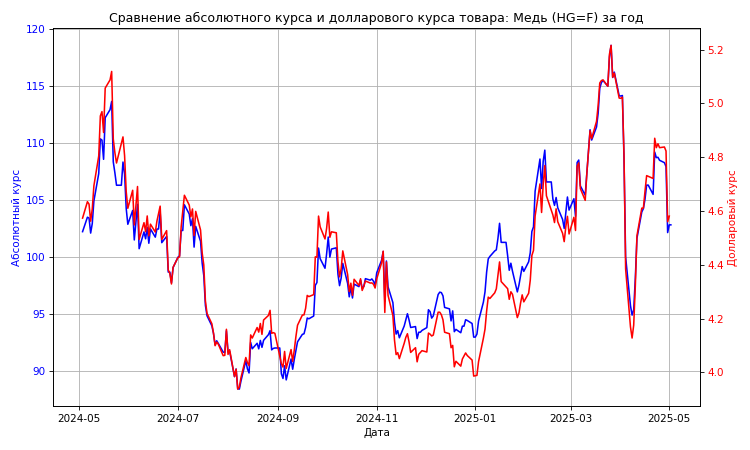 Сравнение абсолютного курса и долларового курса товара: Медь (HG=F) за год
120
115
110
105
100
95
90
Абсолютный курс
5.2
5.0
4.8
4.6
4.4
4.2
4.0
Долларовый курс
2024-05 2024-07 2024-09 2024-11 2025-01 2025-03 2025-05
Дата